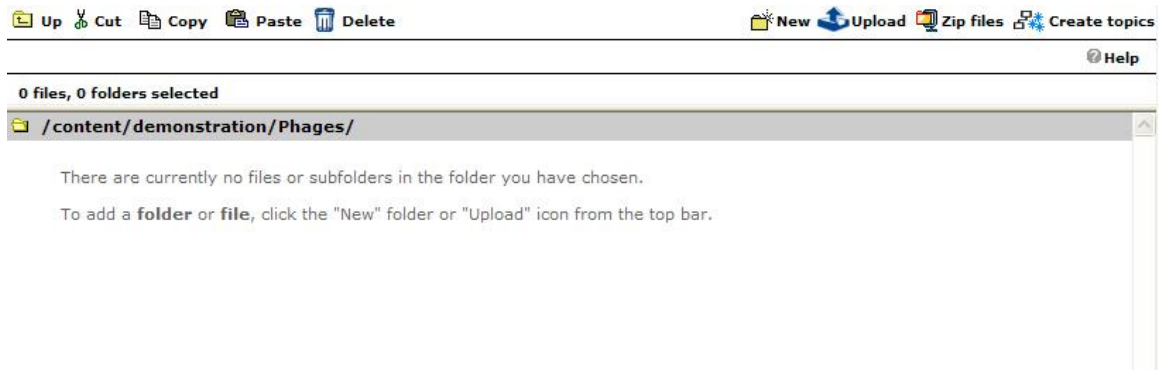 Up Cut Copy Paste Delete New Upload Zip files Create topics
Help
0 files, 0 folders selected
/content/demonstration/Phages/
There are currently no files or subfolders in the folder you have chosen.
To add a folder or file, click the "New" folder or "Upload" icon from the top bar.